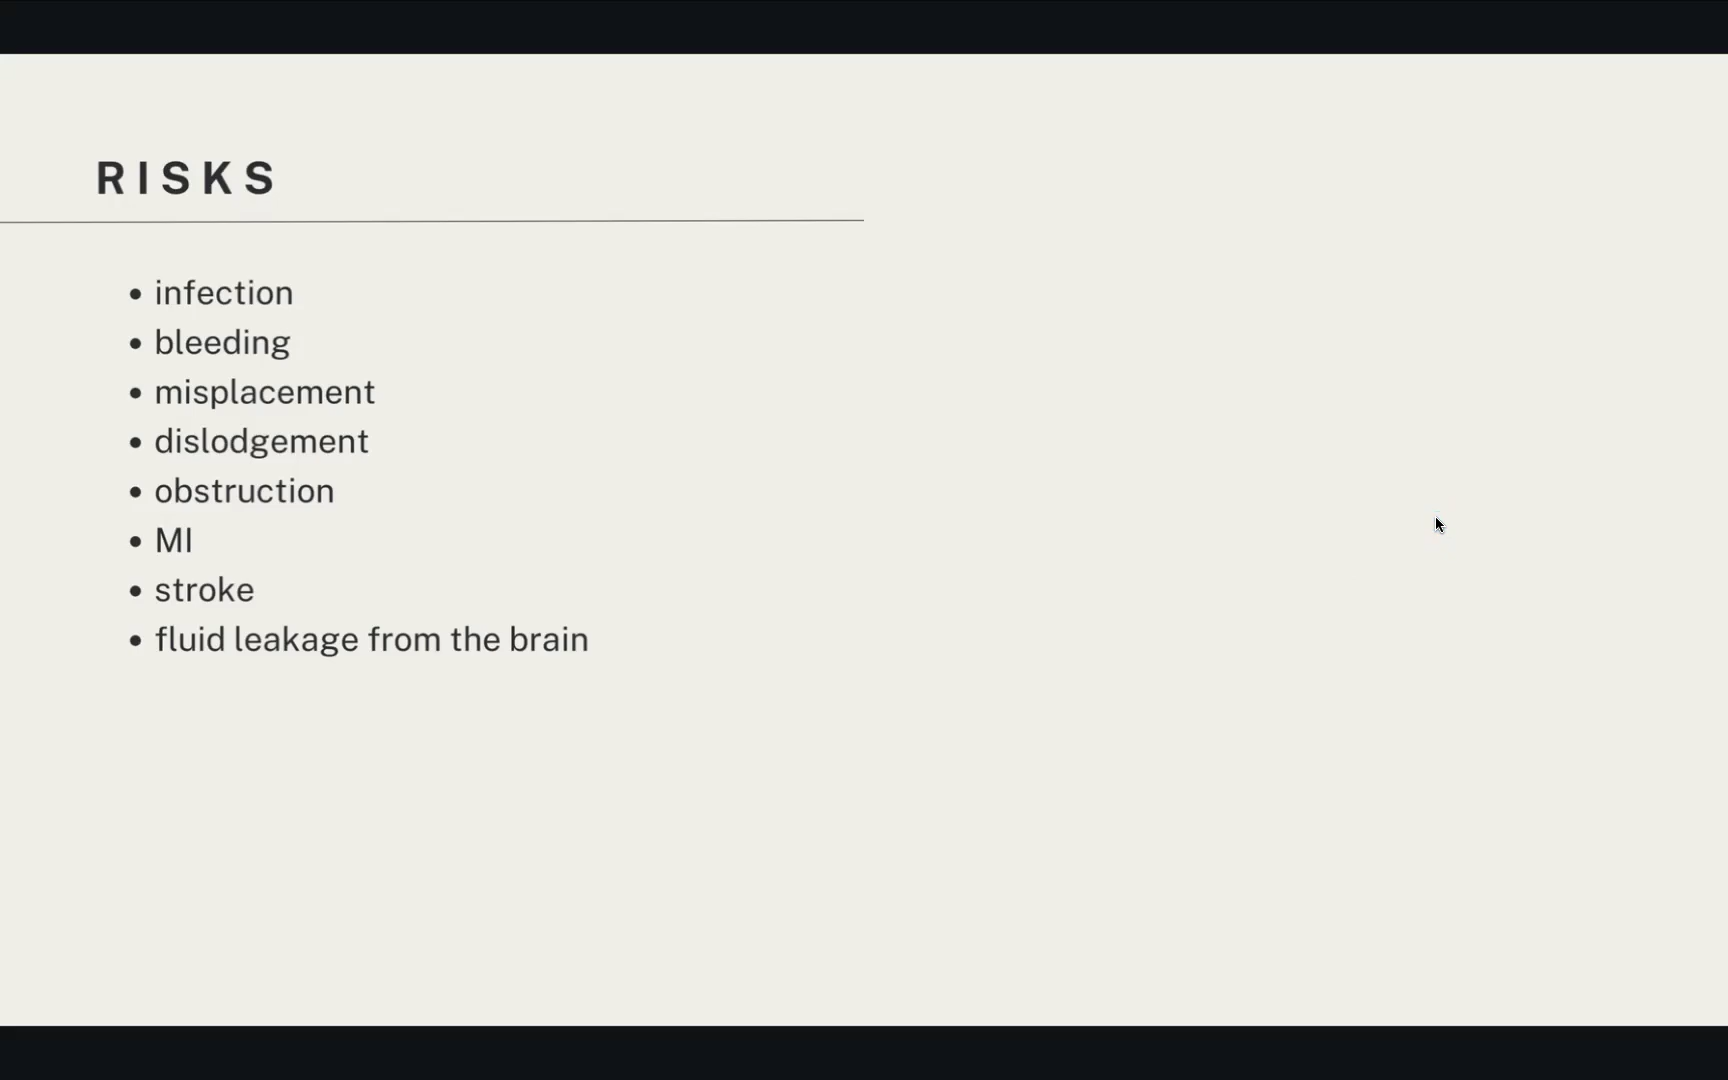 RISKS
• infection
• bleeding
• misplacement
• dislodgement
• obstruction
• MI
• stroke
• fluid leakage from the brain